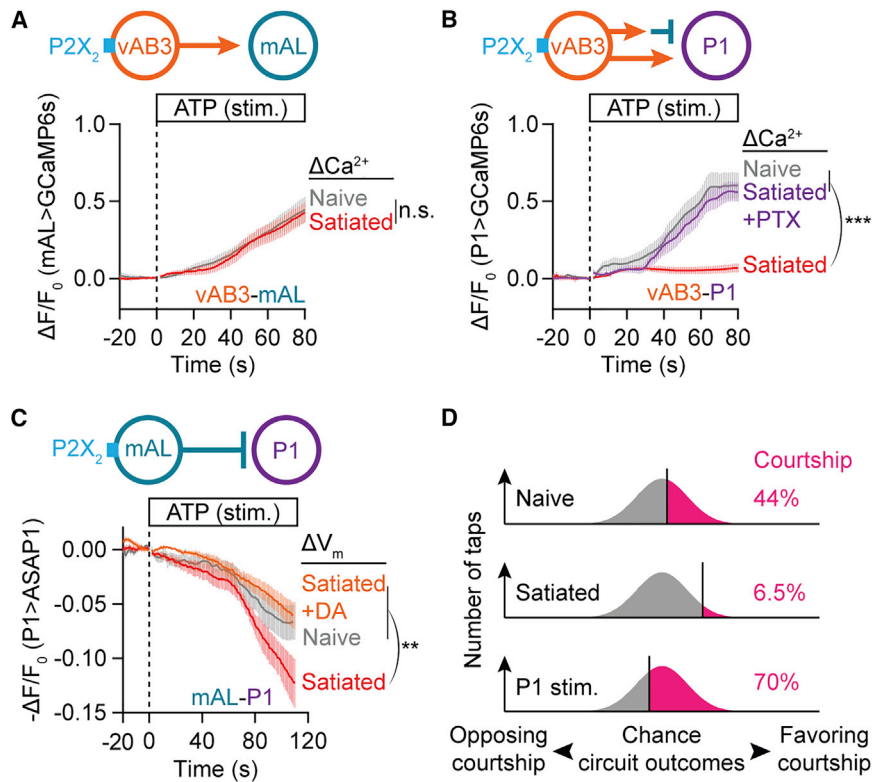 A
P2X2 vAB3 mAL
ATP (stim.)
ΔF/F0 (mAL>GCaMP6s)
1.0
0.5
0.0
ΔCa2+
Naive
Satiated
n.s.
vAB3-mAL
-20 0 20 40 60 80
Time (s)
B
P2X2 vAB3 P1
ATP (stim.)
ΔF/F0 (P1>GCaMP6s)
1.0
0.5
0.0
ΔCa2+
Naive
Satiated
+PTX
***
Satiated
vAB3-P1
-20 0 20 40 60 80
Time (s)
C
P2X2 mAL P1
ATP (stim.)
-ΔF/F0 (P1>ASAP1)
0.00
-0.05
-0.10
-0.15
ΔVm
Satiated
+DA
Naive
**
Satiated
mAL-P1
-20 0 40 80 120
Time (s)
D
Number of taps
Courtship
Naive 44%
Satiated 6.5%
P1 stim. 70%
Opposing Chance Favoring
courtship circuit outcomes courtship